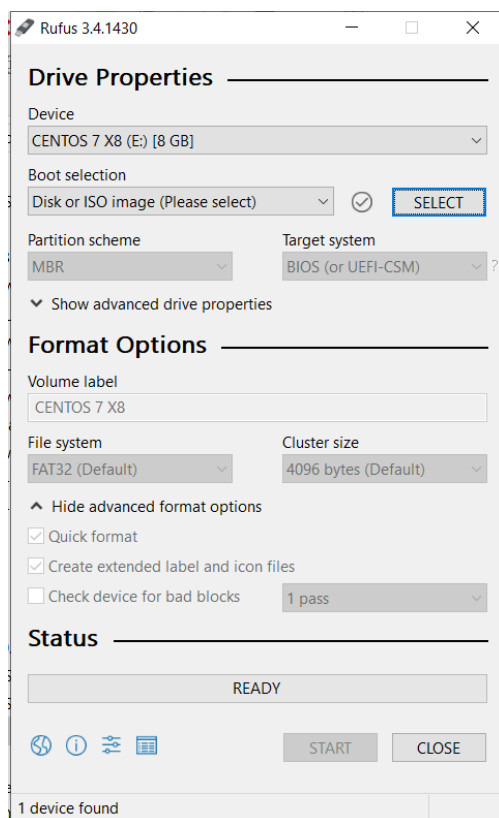 Rufus 3.4.1430
Drive Properties
Device
CENTOS 7 X8 (E:) [8 GB]
Boot selection
Disk or ISO image (Please select)
SELECT
Partition scheme
Target system
MBR
BIOS (or UEFI-CSM)
?
Show advanced drive properties
Format Options
Volume label
CENTOS 7 X8
File system
Cluster size
FAT32 (Default)
4096 bytes (Default)
Hide advanced format options
Quick format
Create extended label and icon files
Check device for bad blocks
1 pass
Status
READY
START
CLOSE
1 device found